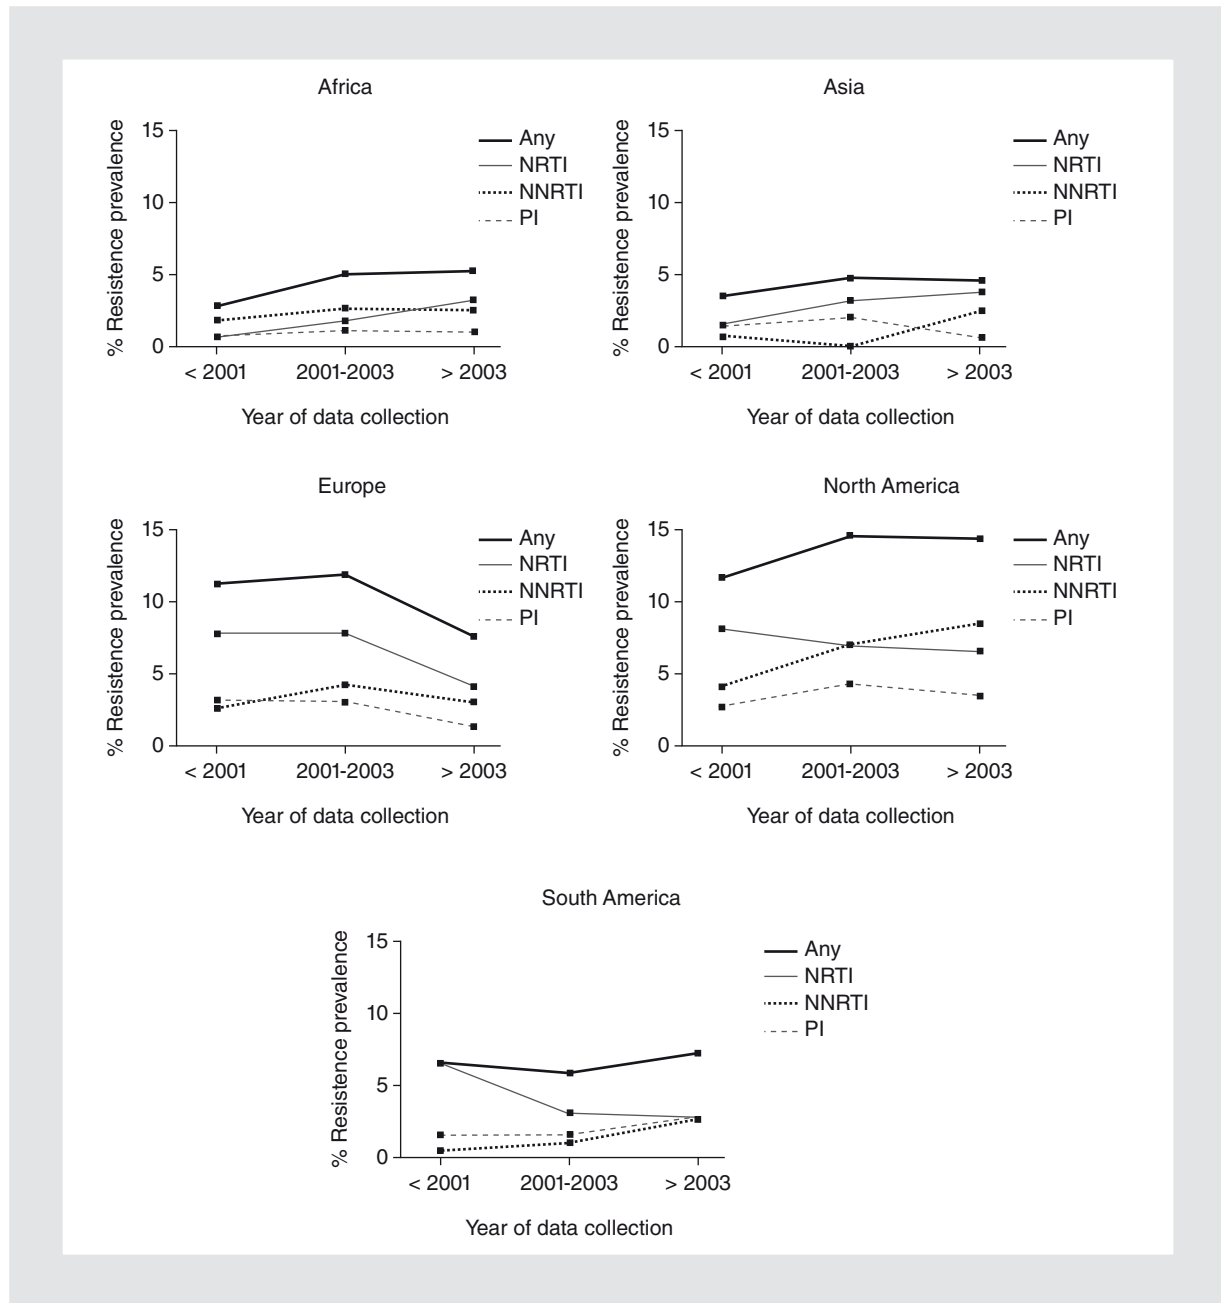 Africa
% Resistence prevalence
15
10
5
0
< 2001
2001-2003
> 2003
Year of data collection
Any
NRTI
NNRTI
PI
Asia
% Resistence prevalence
15
10
5
0
< 2001
2001-2003
> 2003
Year of data collection
Any
NRTI
NNRTI
PI
Europe
% Resistence prevalence
15
10
5
0
< 2001
2001-2003
> 2003
Year of data collection
Any
NRTI
NNRTI
PI
North America
% Resistence prevalence
15
10
5
0
< 2001
2001-2003
> 2003
Year of data collection
Any
NRTI
NNRTI
PI
South America
% Resistence prevalence
15
10
5
0
< 2001
2001-2003
> 2003
Year of data collection
Any
NRTI
NNRTI
PI